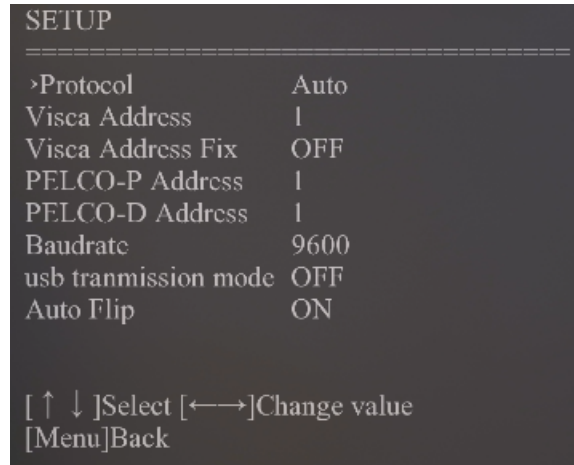 SETUP
==================================
›Protocol Auto
Visca Address 1
Visca Address Fix OFF
PELCO-P Address 1
PELCO-D Address 1
Baudrate 9600
usb tranmission mode OFF
Auto Flip ON
[ ↑ ↓ ]Select [←→]Change value
[Menu]Back